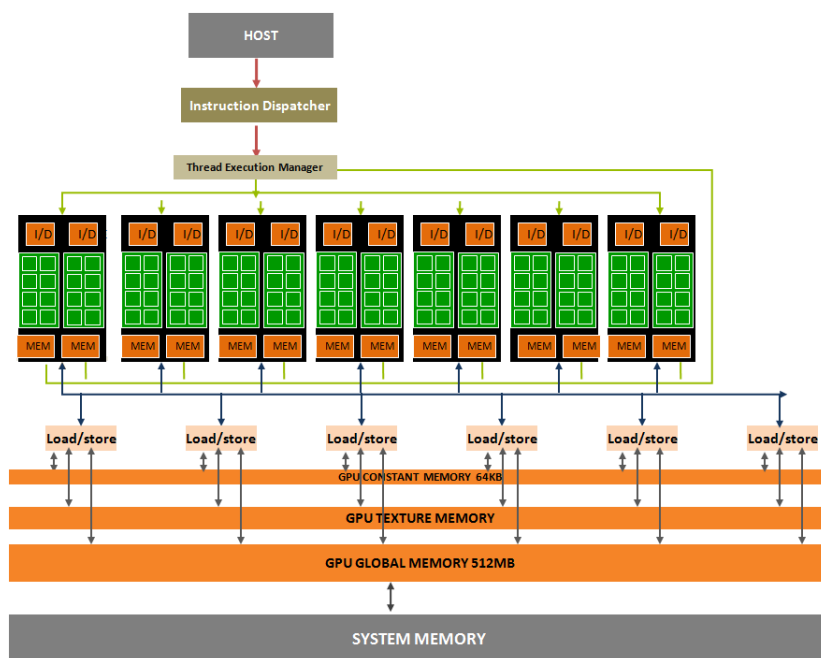 HOST
Instruction Dispatcher
Thread Execution Manager
I/D I/D I/D I/D I/D I/D I/D I/D I/D I/D I/D I/D I/D I/D
MEM MEM MEM MEM MEM MEM MEM MEM MEM MEM MEM MEM MEM MEM
Load/store Load/store Load/store Load/store Load/store Load/store
GPU CONSTANT MEMORY 64KB
GPU TEXTURE MEMORY
GPU GLOBAL MEMORY 512MB
SYSTEM MEMORY